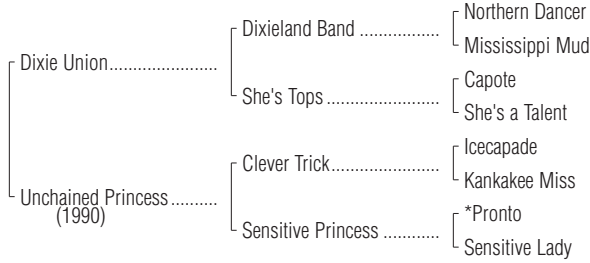 Northern Dancer
Dixieland Band ..................
Mississippi Mud
Dixie Union........................
Capote
She's Tops .........................
She's a Talent
Icecapade
Clever Trick........................
Kankakee Miss
Unchained Princess ..........
(1990)
*Pronto
Sensitive Princess ............
Sensitive Lady